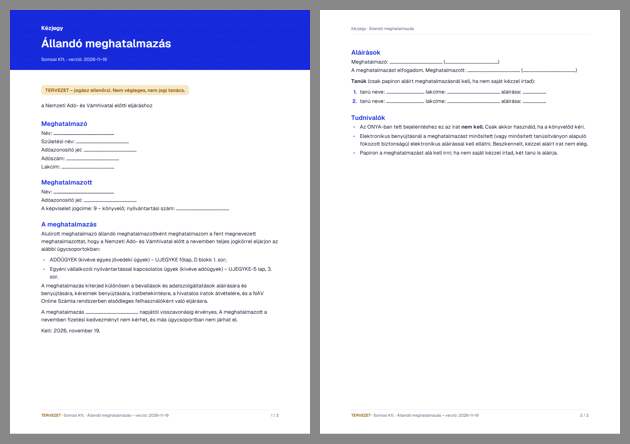 Kézjegy
Állandó meghatalmazás
Somosi Kft. · verzió: 2026-11-19
TERVEZET – jogász ellenőrzi. Nem végleges, nem jogi tanács.
a Nemzeti Adó- és Vámhivatal előtti eljáráshoz
Meghatalmazó
Név:
Születési név:
Adóazonosító jel:
Adószám:
Lakcím:
Meghatalmazott
Név:
Adóazonosító jel:
A képviselet jogcíme: 9 – könyvelő; nyilvántartási szám:
A meghatalmazás
Alulírott meghatalmazó állandó meghatalmazottként meghatalmazom a fent megnevezett
meghatalmazottat, hogy a Nemzeti Adó- és Vámhivatal előtt a nevemben teljes jogkörrel eljárjon az
alábbi ügycsoportokban:
• ADÓÜGYEK (kivéve egyes jövedéki ügyek) – UJEGYKE főlap, D blokk 1. sor;
• Egyéni vállalkozói nyilvántartással kapcsolatos ügyek (kivéve adóügyek) – UJEGYKE-5 lap, 3.
sor.
A meghatalmazás kiterjed különösen a bevallások és adatszolgáltatások aláírására és
benyújtására, kérelmek benyújtására, iratbetekintésre, a hivatalos iratok átvételére, és a NAV
Online Számla rendszerben elsődleges felhasználóként való eljárásra.
A meghatalmazás napjától visszavonásig érvényes. A meghatalmazott a
nevemben fizetési kedvezményt nem kérhet, és más ügycsoportban nem járhat el.
Kelt: 2026. november 19.
TERVEZET · Somosi Kft. · Állandó meghatalmazás – verzió: 2026-11-19
1 / 2
Kézjegy · Állandó meghatalmazás
Aláírások
Meghatalmazó: ( )
A meghatalmazást elfogadom. Meghatalmazott: ( )
Tanúk (csak papíron aláírt meghatalmazásnál kell, ha nem saját kézzel írtad):
1. tanú neve: lakcíme: aláírása:
2. tanú neve: lakcíme: aláírása:
Tudnivalók
• Az ONYA-ban tett bejelentéshez ez az irat nem kell. Csak akkor használd, ha a könyvelőd kéri.
• Elektronikus benyújtásnál a meghatalmazást minősített (vagy minősített tanúsítványon alapuló
fokozott biztonságú) elektronikus aláírással kell ellátni. Beszkennelt, kézzel aláírt irat nem elég.
• Papíron a meghatalmazást alá kell írni; ha nem saját kézzel írtad, két tanú is aláírja.
TERVEZET · Somosi Kft. · Állandó meghatalmazás – verzió: 2026-11-19
2 / 2